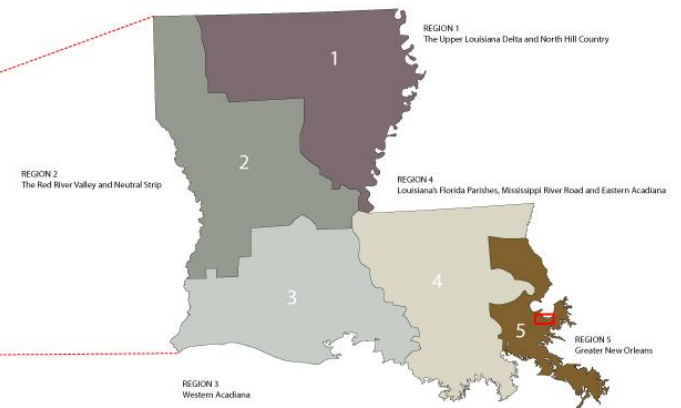 REGION 1
The Upper Louisiana Delta and North Hill Country
1
2
REGION 2
The Red River Valley and Neutral Strip
REGION 4
Louisiana's Florida Parishes, Mississippi River Road and Eastern Acadiana
3
4
5
REGION 5
Greater New Orleans
REGION 3
Western Acadiana